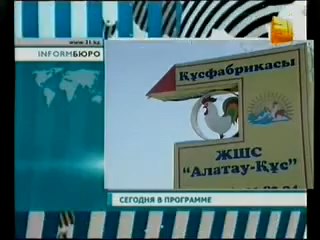 www.31.kz
INFORMБЮРО
Құсфабрикасы
ЖШС
"Алатау-Құс"
СЕГОДНЯ В ПРОГРАММЕ